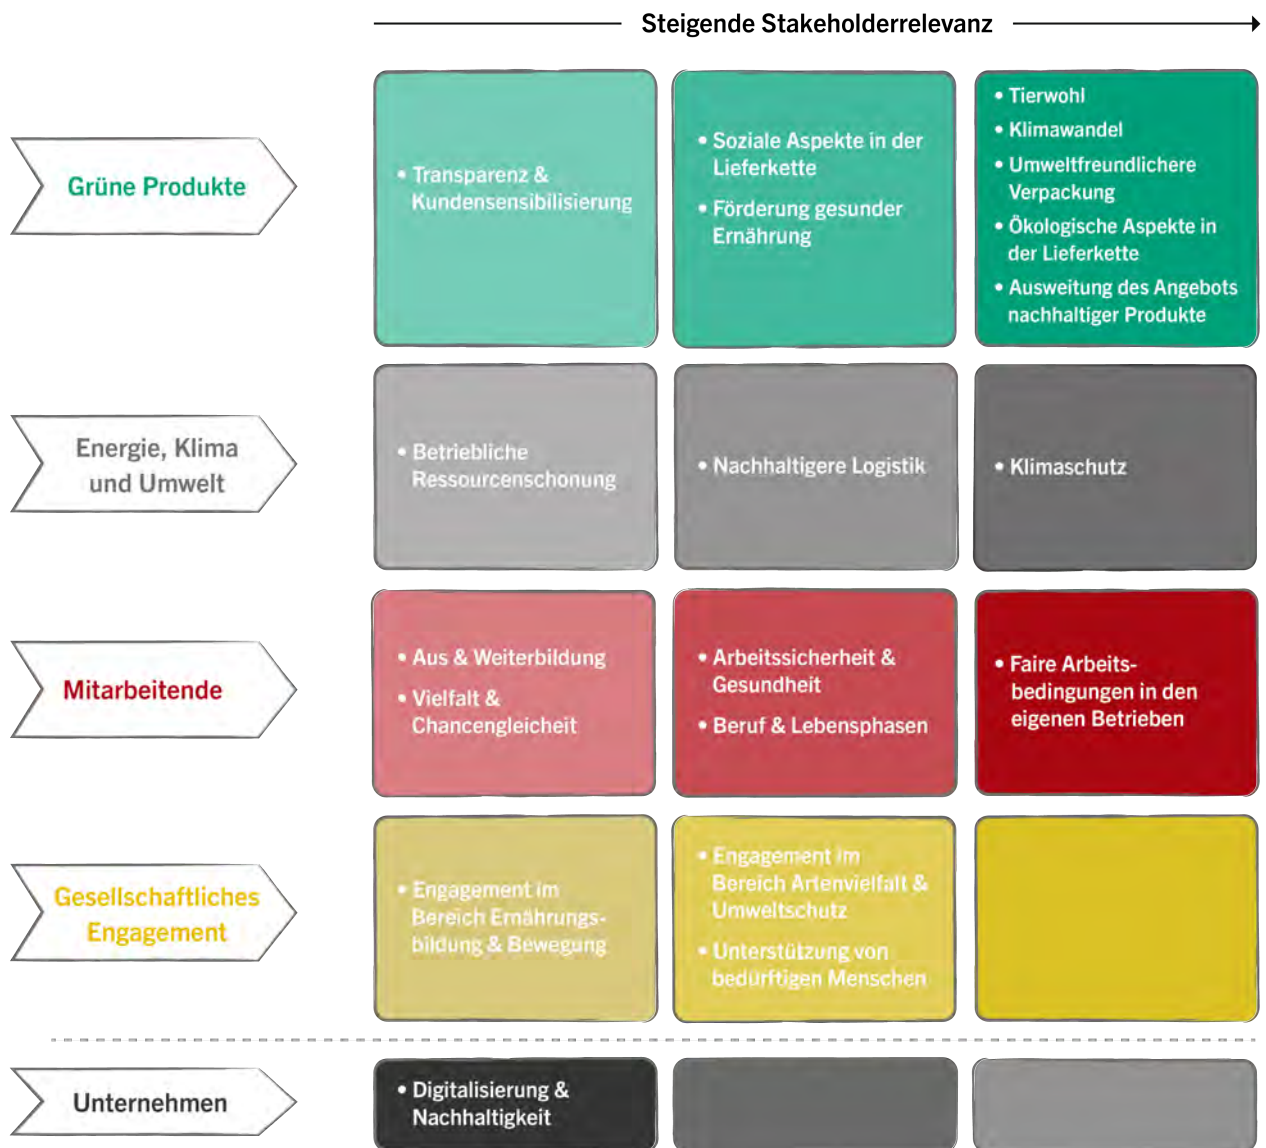 Steigende Stakeholderrelevanz
Grüne Produkte
• Transparenz &
Kundensensibilisierung
• Soziale Aspekte in der
Lieferkette
• Förderung gesunder
Ernährung
• Tierwohl
• Klimawandel
• Umweltfreundlichere
Verpackung
• Ökologische Aspekte in
der Lieferkette
• Ausweitung des Angebots
nachhaltiger Produkte
Energie, Klima
und Umwelt
• Betriebliche
Ressourcenschonung
• Nachhaltigere Logistik
• Klimaschutz
Mitarbeitende
• Aus & Weiterbildung
• Vielfalt &
Chancengleicheit
• Arbeitssicherheit &
Gesundheit
• Beruf & Lebensphasen
• Faire Arbeits-
bedingungen in den
eigenen Betrieben
Gesellschaftliches
Engagement
• Engagement im
Bereich Ernährungs-
bildung & Bewegung
• Engagement im
Bereich Artenvielfalt &
Umweltschutz
• Unterstützung von
bedürftigen Menschen
Unternehmen
• Digitalisierung &
Nachhaltigkeit